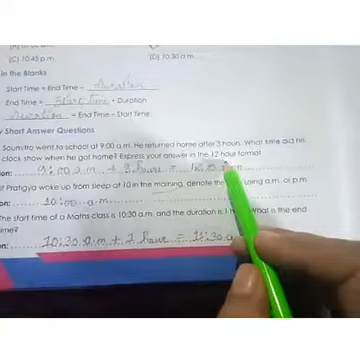 (C) 10:45 p.m.
(D) 10:30 a.m.
in the Blanks
Start Time = End Time - Duration
End Time = Start Time + Duration
Duration = End Time - Start Time
y Short Answer Questions
Soumitro went to school at 9:00 a.m. He returned home after 3 hours. What time did his
clock show when he got home? Express your answer in the 12-hour format
on: 9:00 a.m + 3 hours =
Pratigya woke up from sleep at 10 in the morning, denote the using a.m. or p.m.
on: 10:00 a.m
The start time of a Maths class is 10:30 a.m. and the duration is 1 What is the end
ime?
on: 10:30 a.m + 1 hour = 11:30 a